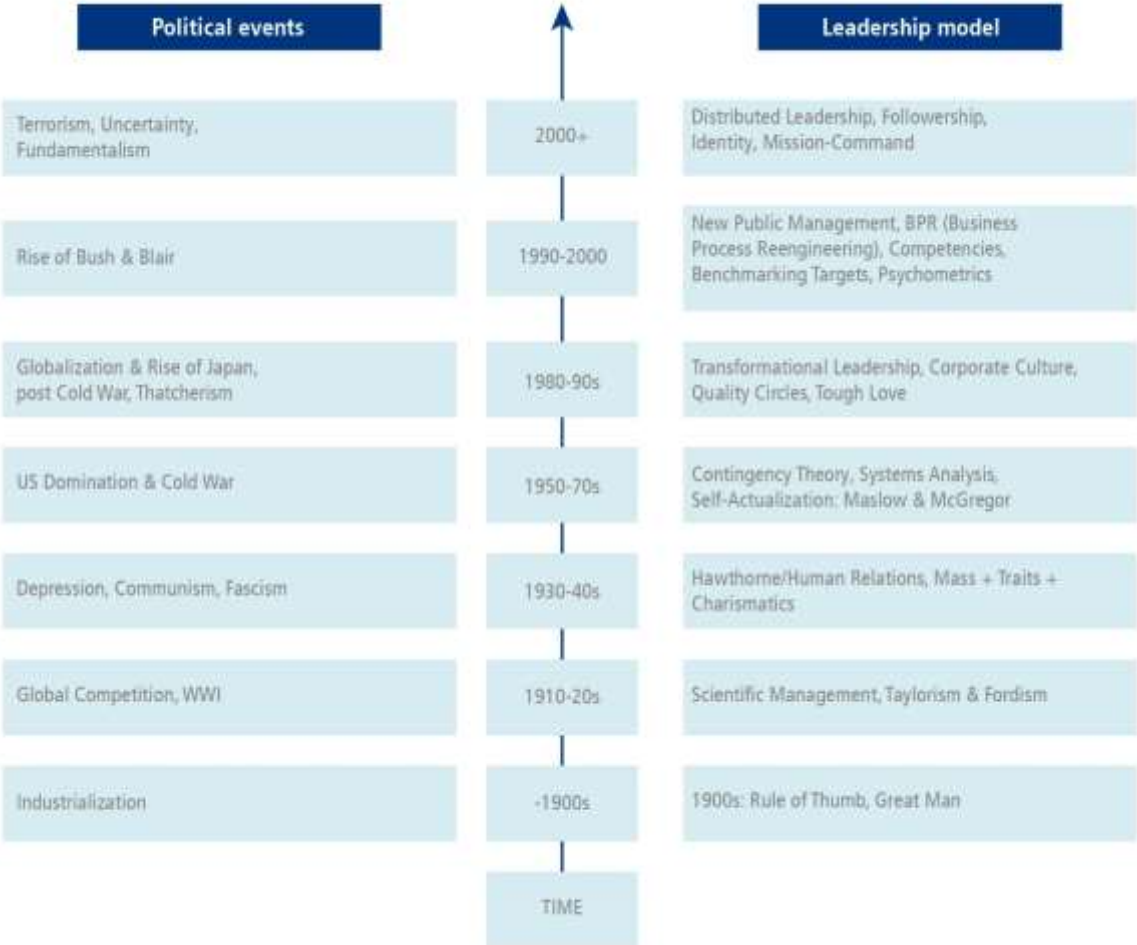 Political events
Leadership model
Terrorism, Uncertainty,
Fundamentalism
2000+
Distributed Leadership, Followership,
Identity, Mission-Command
Rise of Bush & Blair
1990-2000
New Public Management, BPR (Business
Process Reengineering), Competencies,
Benchmarking Targets, Psychometrics
Globalization & Rise of Japan,
post Cold War, Thatcherism
1980-90s
Transformational Leadership, Corporate Culture,
Quality Circles, Tough Love
US Domination & Cold War
1950-70s
Contingency Theory, Systems Analysis,
Self-Actualization: Maslow & McGregor
Depression, Communism, Fascism
1930-40s
Hawthorne/Human Relations, Mass + Traits +
Charismatics
Global Competition, WWI
1910-20s
Scientific Management, Taylorism & Fordism
Industrialization
-1900s
1900s: Rule of Thumb, Great Man
TIME